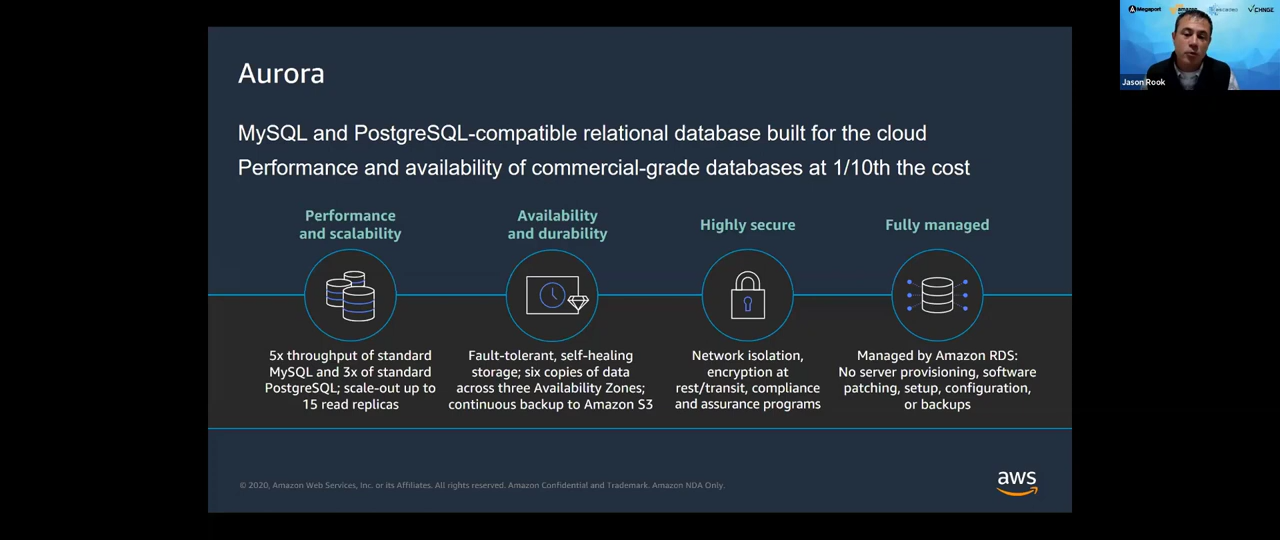 Aurora
MySQL and PostgreSQL-compatible relational database built for the cloud
Performance and availability of commercial-grade databases at 1/10th the cost
Performance
and scalability
5x throughput of standard
MySQL and 3x of standard
PostgreSQL; scale-out up to
15 read replicas
Availability
and durability
Fault-tolerant, self-healing
storage; six copies of data
across three Availability Zones;
continuous backup to Amazon S3
Highly secure
Network isolation,
encryption at
rest/transit, compliance
and assurance programs
Fully managed
Managed by Amazon RDS:
No server provisioning, software
patching, setup, configuration,
or backups
© 2020, Amazon Web Services, Inc. or its Affiliates. All rights reserved. Amazon Confidential and Trademark. Amazon NDA Only.
aws
Megaport
amazon
Jason Rook